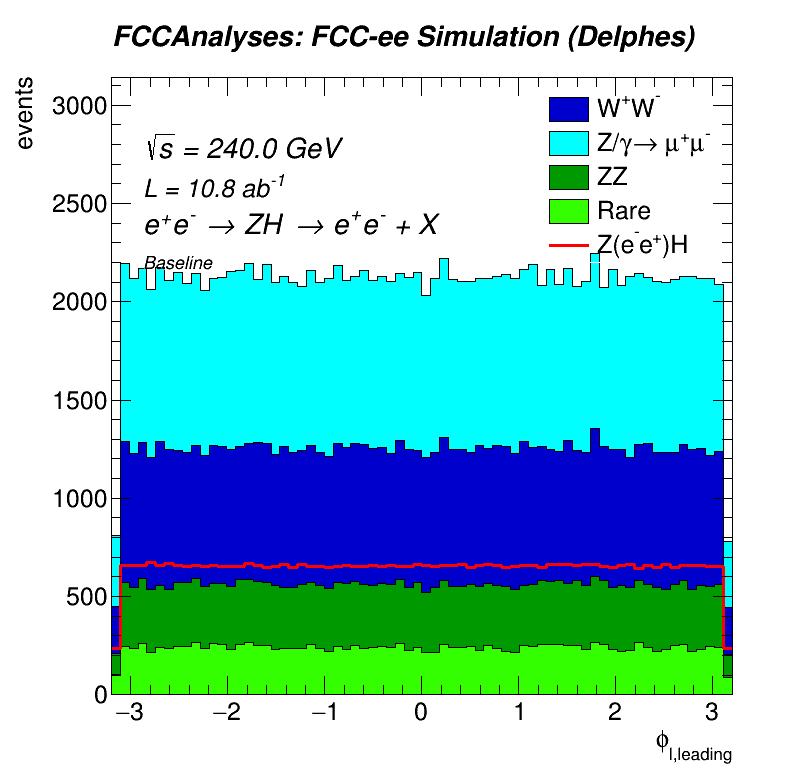 FCCAnalyses: FCC-ee Simulation (Delphes)
events
√s = 240.0 GeV
L = 10.8 ab⁻¹
e⁺e⁻ → ZH → e⁺e⁻ + X
Baseline
W⁺W⁻
Z/γ→ μ⁺μ⁻
ZZ
Rare
Z(e⁻e⁺)H
3000
2500
2000
1500
1000
500
0
−3 −2 −1 0 1 2 3
ϕl,leading